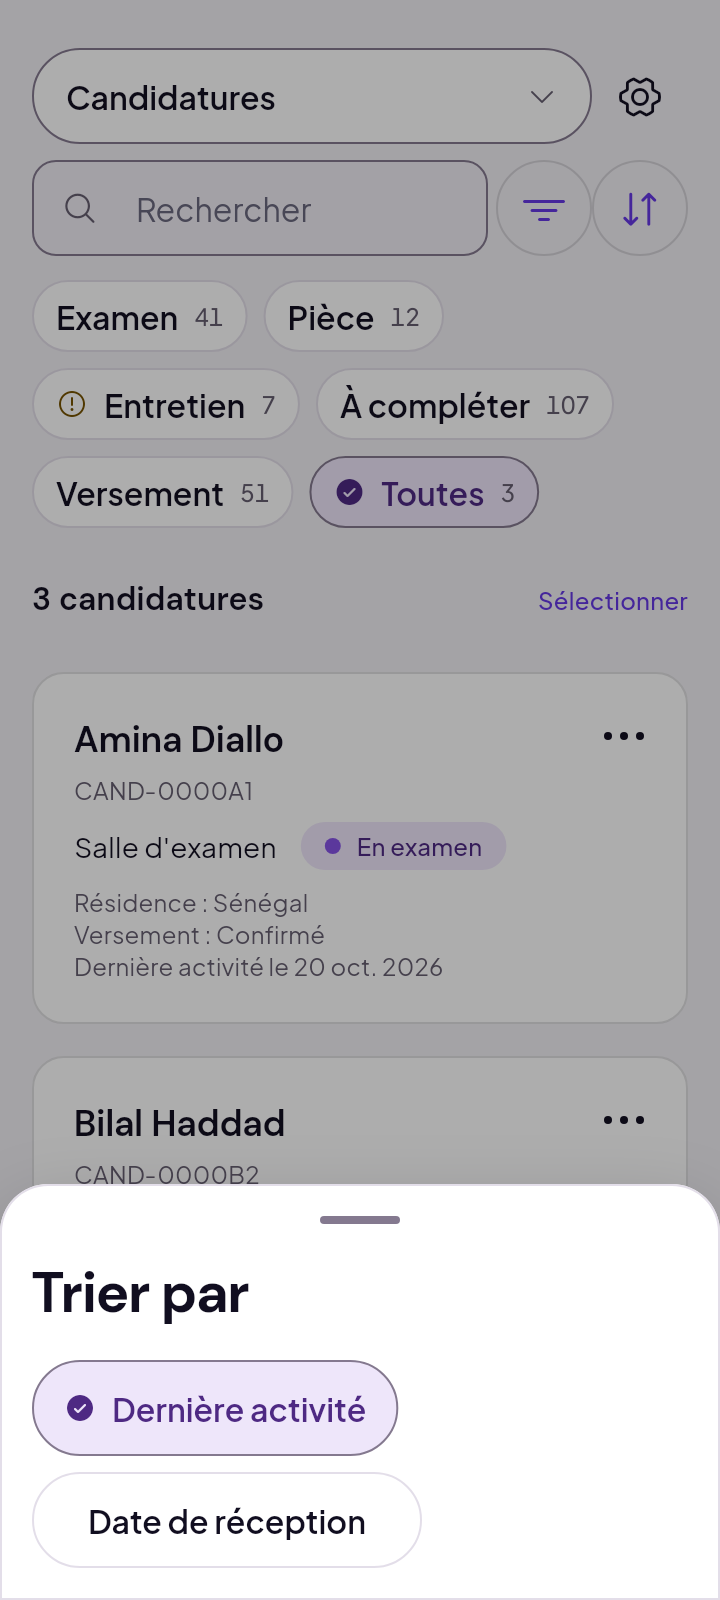 Candidatures
Rechercher
Examen 41 Pièce 12
Entretien 7 À compléter 107
Versement 51 Toutes 3
3 candidatures Sélectionner
Amina Diallo
CAND-0000A1
Salle d'examen En examen
Résidence : Sénégal
Versement : Confirmé
Dernière activité le 20 oct. 2026
Bilal Haddad
CAND-0000B2
Trier par
Dernière activité
Date de réception